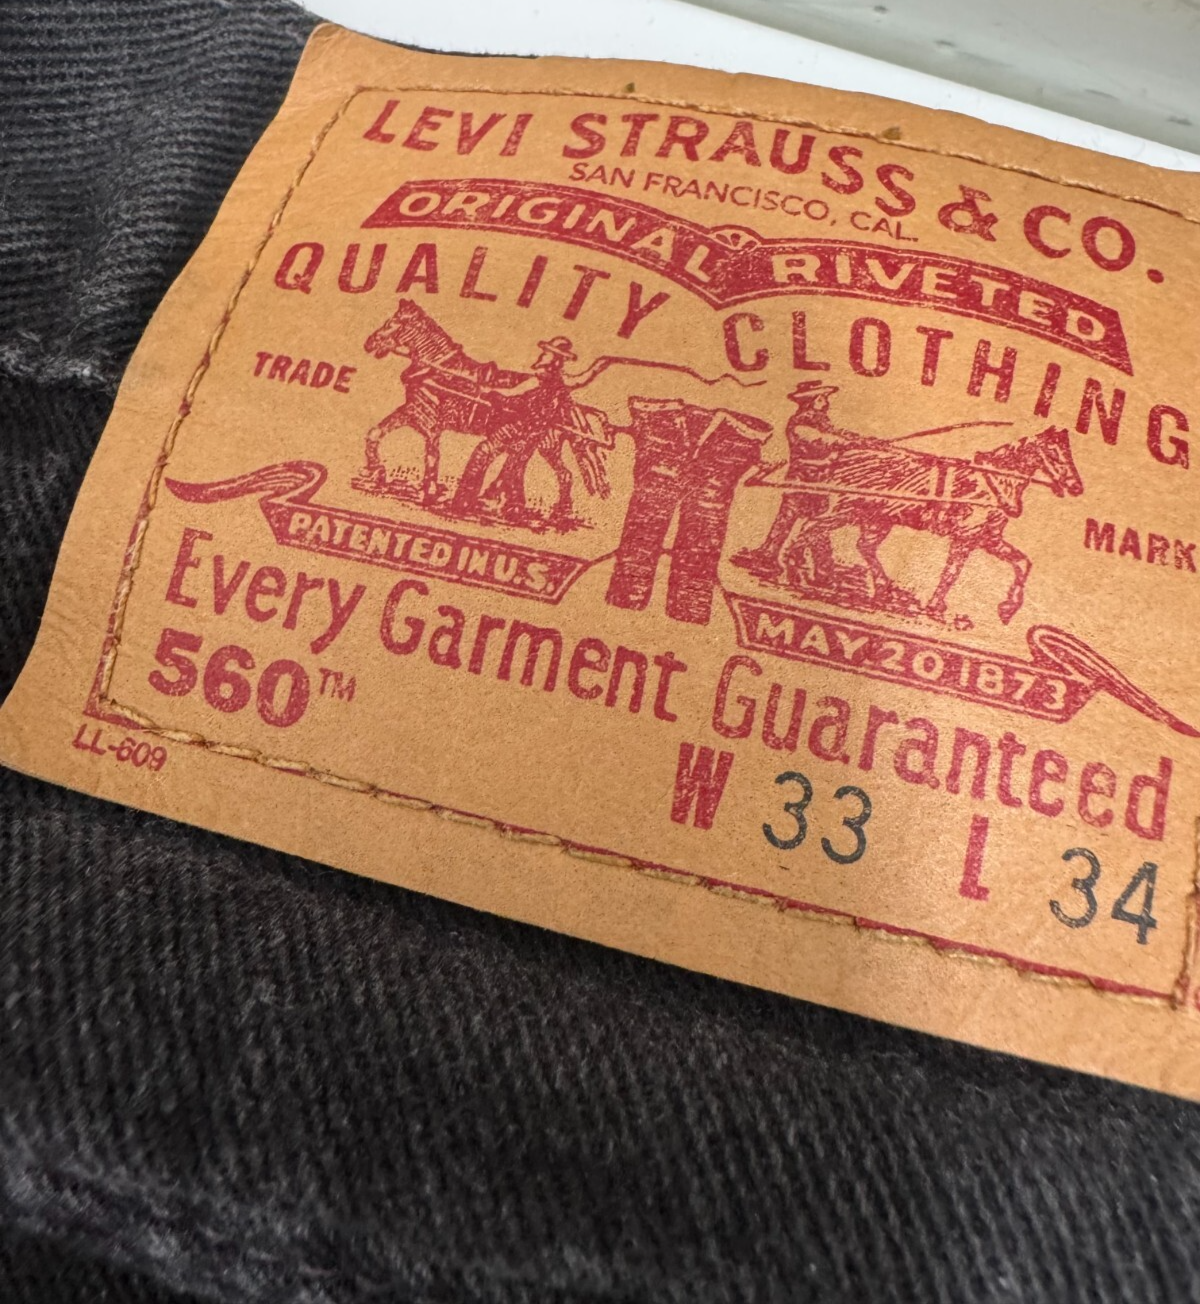 LEVI STRAUSS & CO.
SAN FRANCISCO, CAL.
ORIGINAL RIVETED
QUALITY CLOTHING
TRADE MARK
PATENTED IN U.S. MAY 20 1873
Every Garment Guaranteed
560™
W 33 L 34
LL-609